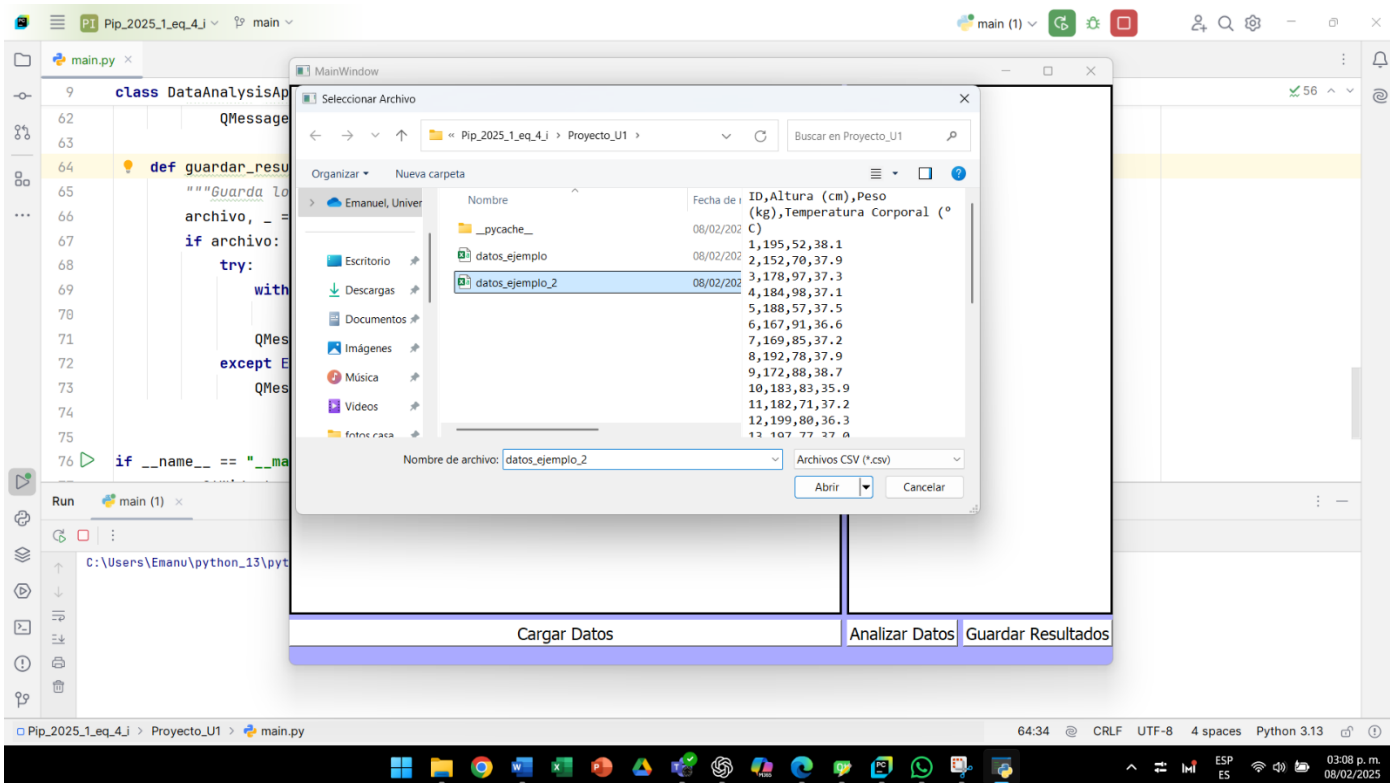 PI Pip_2025_1_eq_4_i main
main (1)
main.py
56
9 class DataAnalysisAp
62 QMessage
63
64 def guardar_resu
65 """Guarda lo
66 archivo, _ =
67 if archivo:
68 try:
69 with
70
71 QMes
72 except E
73 QMes
74
75
76 if __name__ == "__ma
MainWindow
Seleccionar Archivo
« Pip_2025_1_eq_4_i › Proyecto_U1 ›
Buscar en Proyecto_U1
Organizar Nueva carpeta
Emanuel, Univer
Escritorio
Descargas
Documentos
Imágenes
Música
Videos
fotos casa
Nombre Fecha de
__pycache__ 08/02/202
datos_ejemplo 08/02/202
datos_ejemplo_2 08/02/202
ID,Altura (cm),Peso
(kg),Temperatura Corporal (°
C)
1,195,52,38.1
2,152,70,37.9
3,178,97,37.3
4,184,98,37.1
5,188,57,37.5
6,167,91,36.6
7,169,85,37.2
8,192,78,37.9
9,172,88,38.7
10,183,83,35.9
11,182,71,37.2
12,199,80,36.3
13,197,77,37.0
Nombre de archivo: datos_ejemplo_2 Archivos CSV (*.csv)
Abrir Cancelar
Run main (1)
C:\Users\Emanu\python_13\pyt
Cargar Datos Analizar Datos Guardar Resultados
Pip_2025_1_eq_4_i › Proyecto_U1 › main.py
64:34 CRLF UTF-8 4 spaces Python 3.13
ESP
ES
03:08 p. m.
08/02/2025